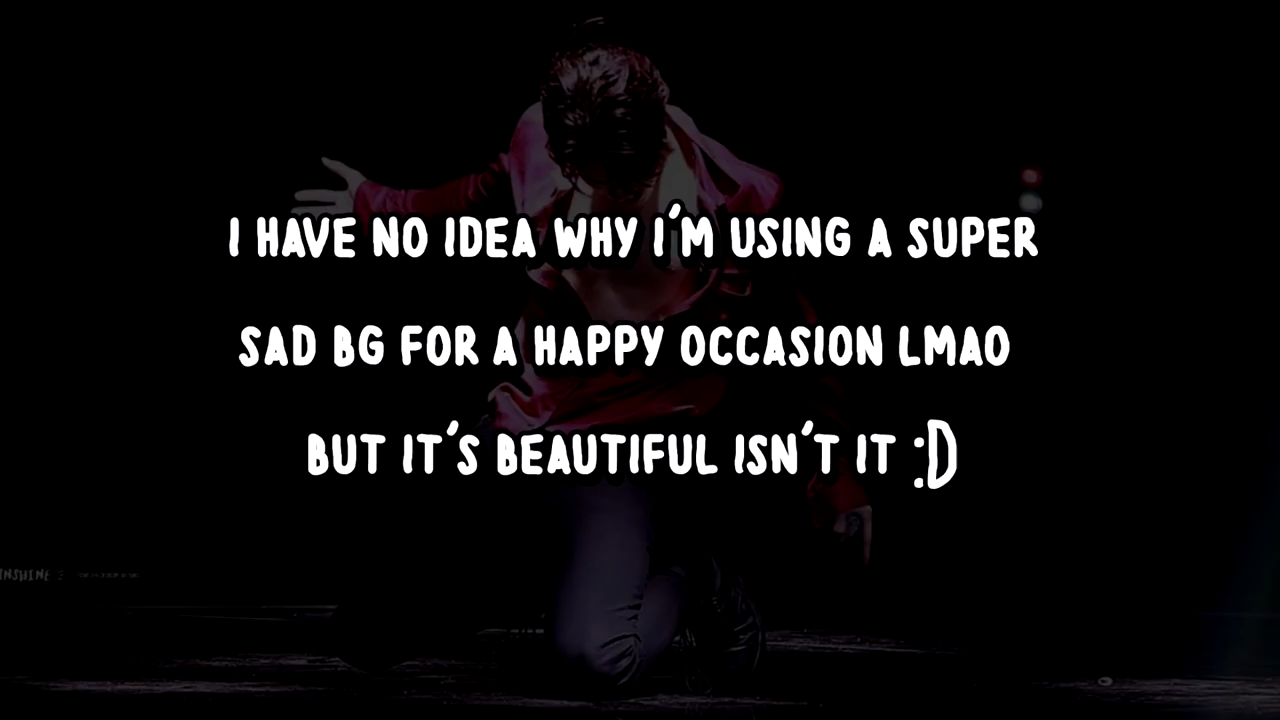 I HAVE NO IDEA WHY I'M USING A SUPER
SAD BG FOR A HAPPY OCCASION LMAO
BUT IT'S BEAUTIFUL ISN'T IT :D